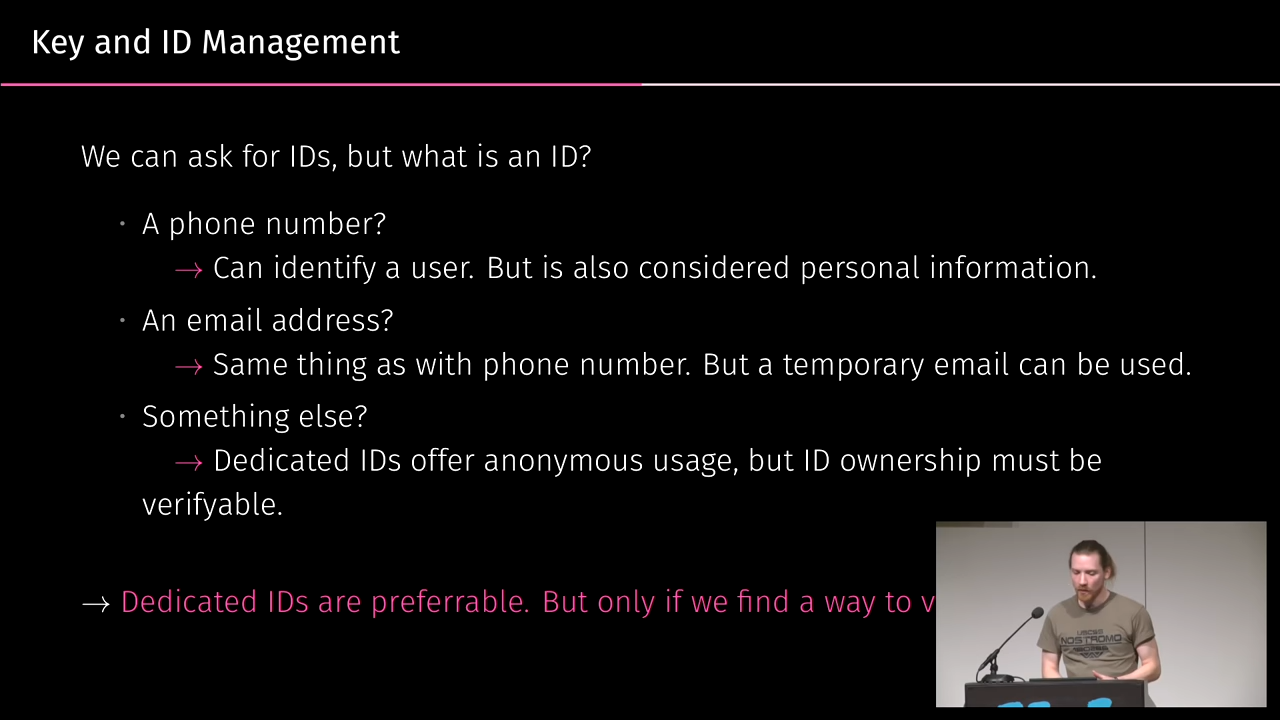 Key and ID Management
We can ask for IDs, but what is an ID?
· A phone number?
→ Can identify a user. But is also considered personal information.
· An email address?
→ Same thing as with phone number. But a temporary email can be used.
· Something else?
→ Dedicated IDs offer anonymous usage, but ID ownership must be
verifyable.
→ Dedicated IDs are preferrable. But only if we find a way to v
NOSTROMO